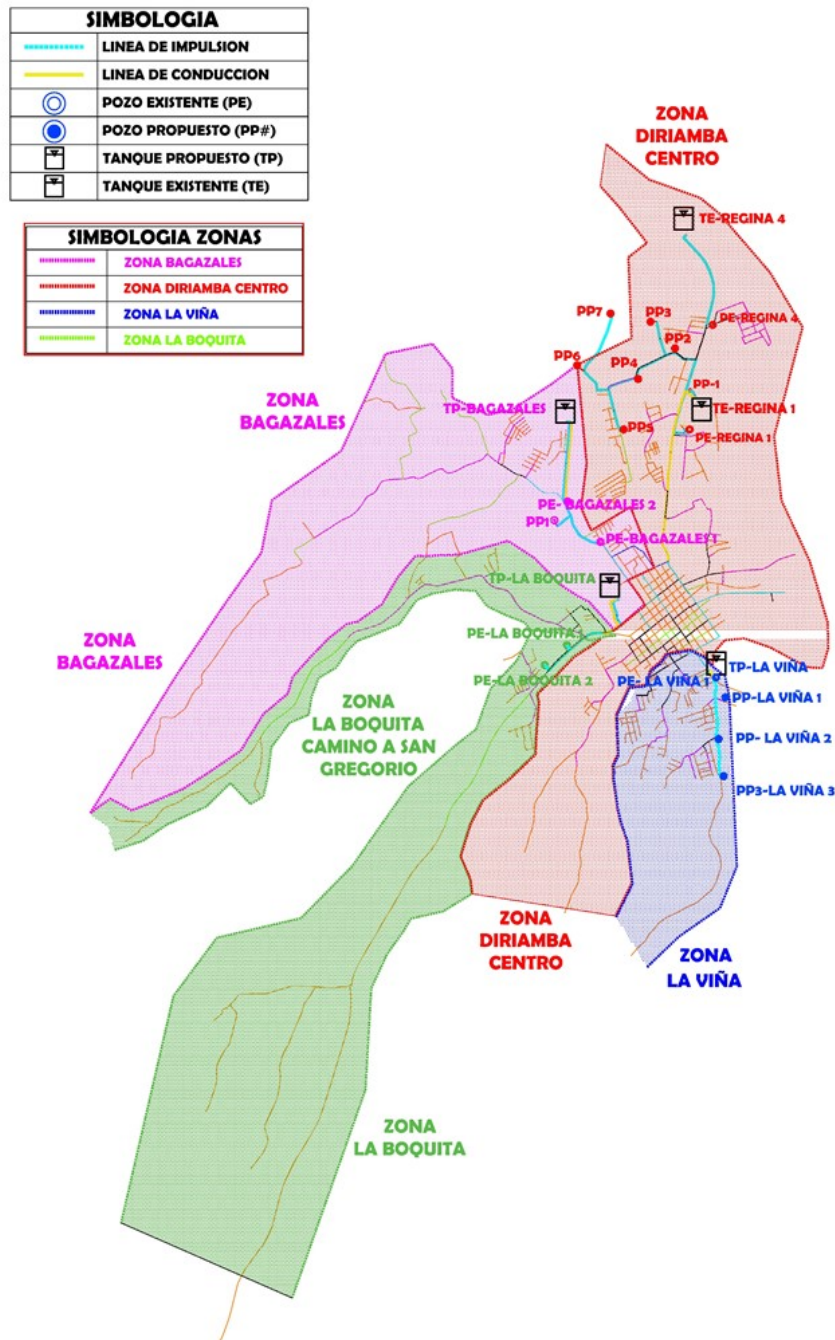 SIMBOLOGIA
LINEA DE IMPULSION
LINEA DE CONDUCCION
POZO EXISTENTE (PE)
POZO PROPUESTO (PP#)
TANQUE PROPUESTO (TP)
TANQUE EXISTENTE (TE)
SIMBOLOGIA ZONAS
ZONA BAGAZALES
ZONA DIRIAMBA CENTRO
ZONA LA VIÑA
ZONA LA BOQUITA
ZONA
DIRIAMBA
CENTRO
TE-REGINA 4
PP7
PP3
PE-REGINA 4
PP2
PP6
PP4
PP-1
ZONA
BAGAZALES
TP-BAGAZALES
TE-REGINA 1
PP5
PE-REGINA 1
PE- BAGAZALES 2
PP1
PE-BAGAZALES 1
TP-LA BOQUITA
ZONA
BAGAZALES
PE-LA BOQUITA 1
PE-LA BOQUITA 2
TP-LA VIÑA
PE- LA VIÑA 1
PP-LA VIÑA 1
PP- LA VIÑA 2
PP3-LA VIÑA 3
ZONA
LA BOQUITA
CAMINO A SAN
GREGORIO
ZONA
DIRIAMBA
CENTRO
ZONA
LA VIÑA
ZONA
LA BOQUITA